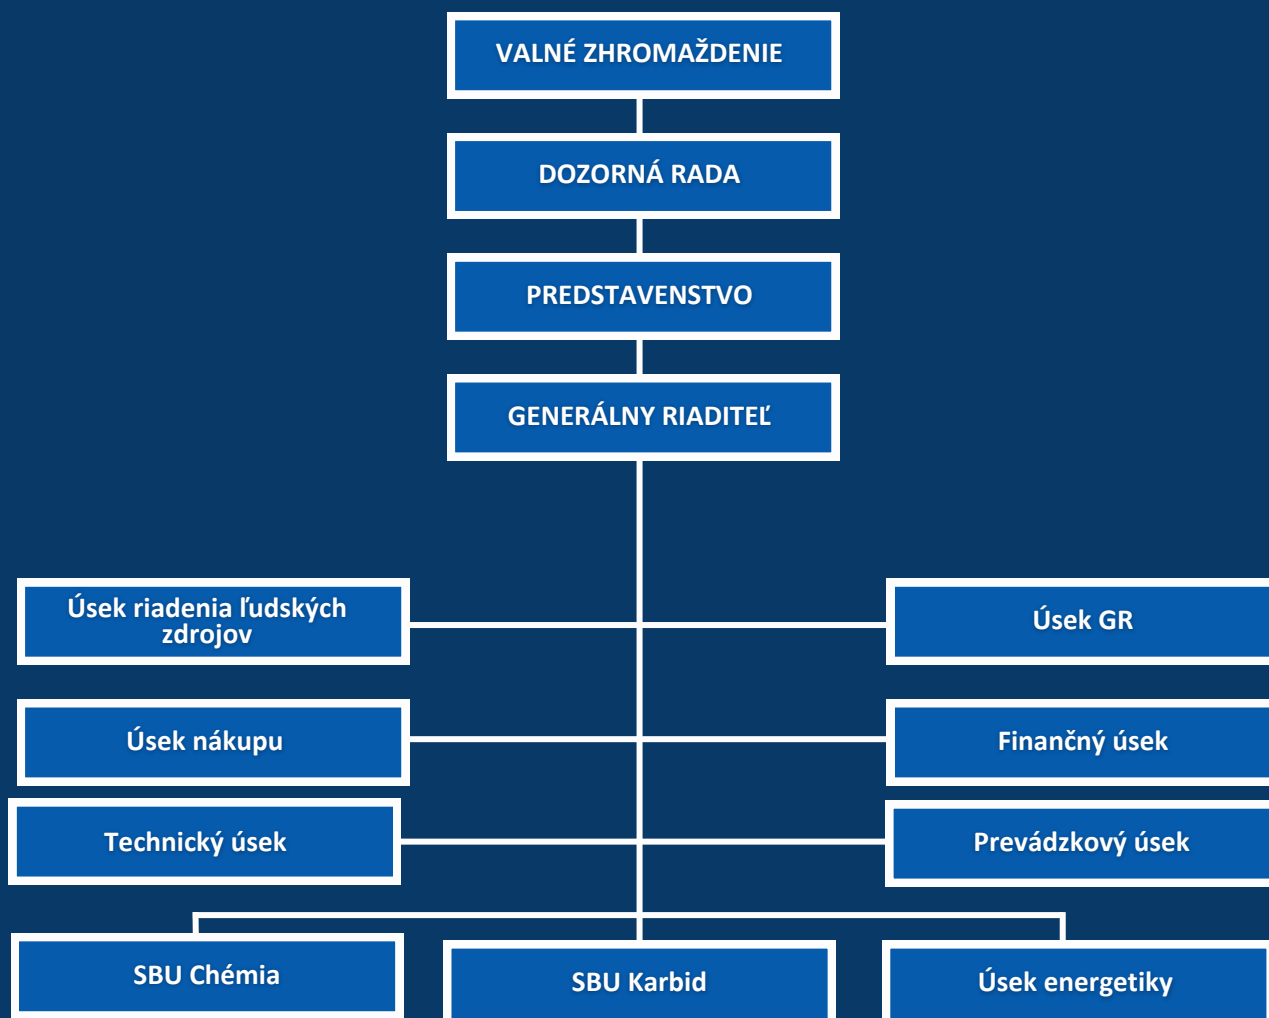 VALNÉ ZHROMAŽDENIE
DOZORNÁ RADA
PREDSTAVENSTVO
GENERÁLNY RIADITEĽ
Úsek riadenia ľudských
zdrojov
Úsek GR
Úsek nákupu
Finančný úsek
Technický úsek
Prevádzkový úsek
SBU Chémia
SBU Karbid
Úsek energetiky